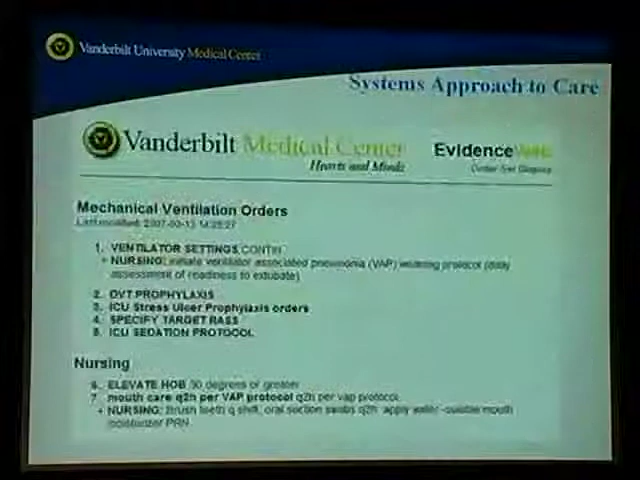 Vanderbilt University Medical Center
Systems Approach to Care
Vanderbilt Medical Center
Hearts and Minds
EvidenceWeb
Mechanical Ventilation Orders
Last modified:
1. VENTILATOR SETTINGS CONTIN
• NURSING: initiate ventilator associated pneumonia (VAP) weaning protocol (daily
assessment of readiness to extubate)
2. DVT PROPHYLAXIS
3. ICU Stress Ulcer Prophylaxis orders
4. SPECIFY TARGET RASS
5. ICU SEDATION PROTOCOL
Nursing
6. ELEVATE HOB 30 degrees or greater
7. mouth care q2h per VAP protocol q2h per vap protocol
• NURSING: Brush teeth q shift, oral suction swabs q2h apply water-soluble mouth
moisturizer PRN